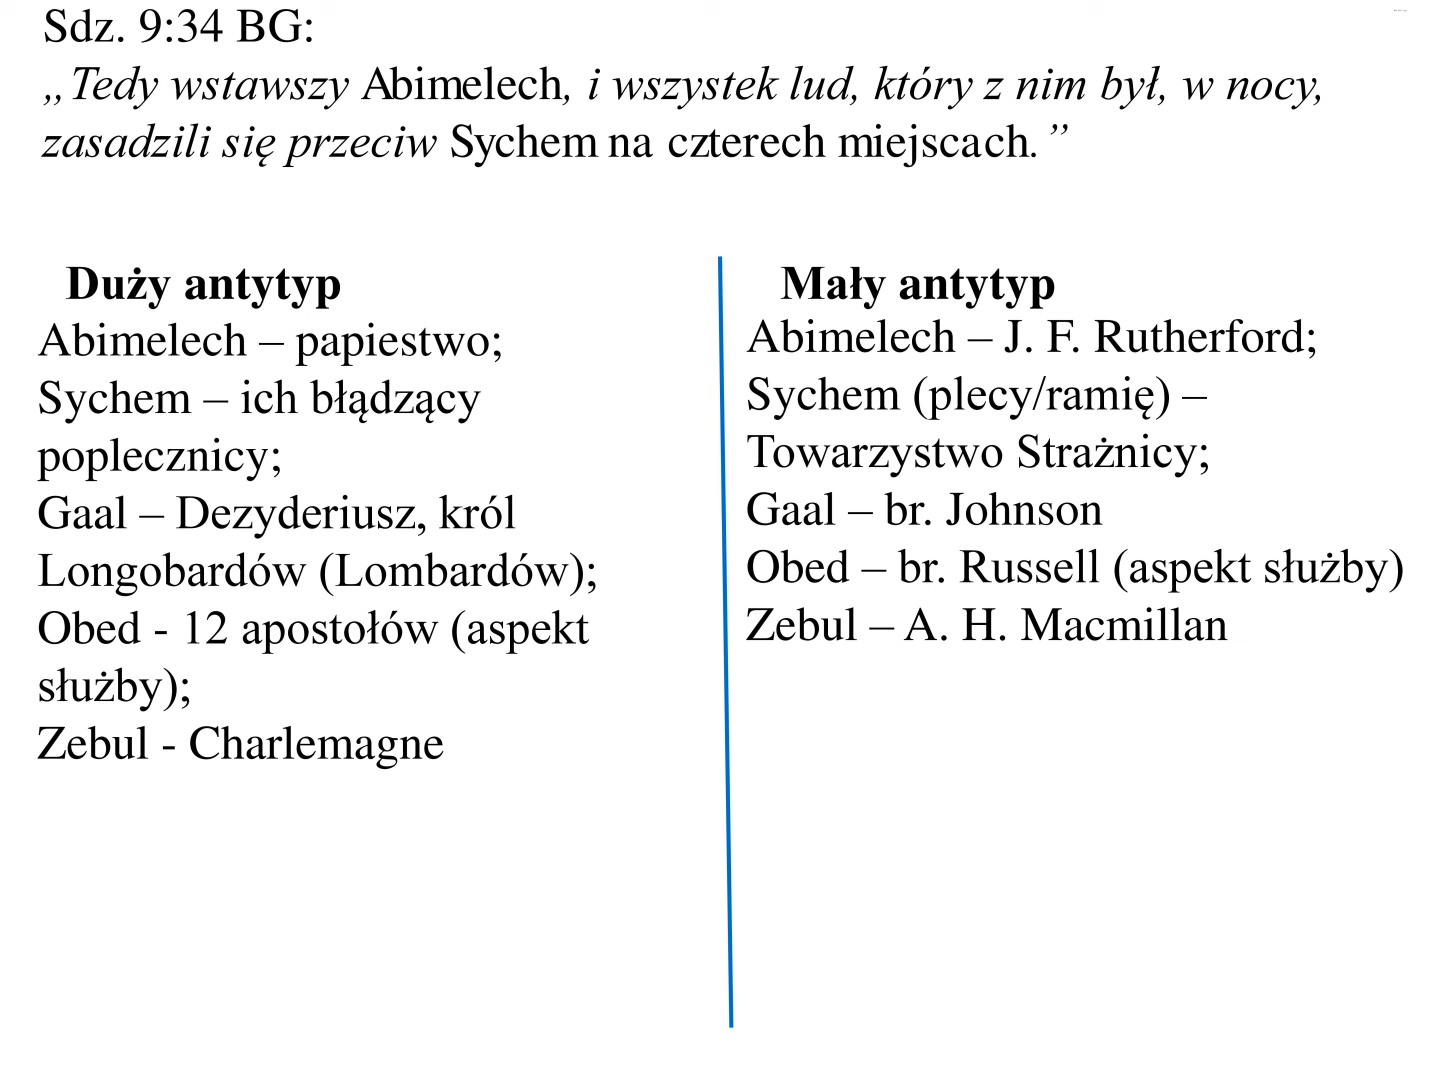 Sdz. 9:34 BG:
„Tedy wstawszy Abimelech, i wszystek lud, który z nim był, w nocy,
zasadzili się przeciw Sychem na czterech miejscach.”
Duży antytyp
Abimelech – papiestwo;
Sychem – ich błądzący
poplecznicy;
Gaal – Dezyderiusz, król
Longobardów (Lombardów);
Obed - 12 apostołów (aspekt
służby);
Zebul - Charlemagne
Mały antytyp
Abimelech – J. F. Rutherford;
Sychem (plecy/ramię) –
Towarzystwo Strażnicy;
Gaal – br. Johnson
Obed – br. Russell (aspekt służby)
Zebul – A. H. Macmillan